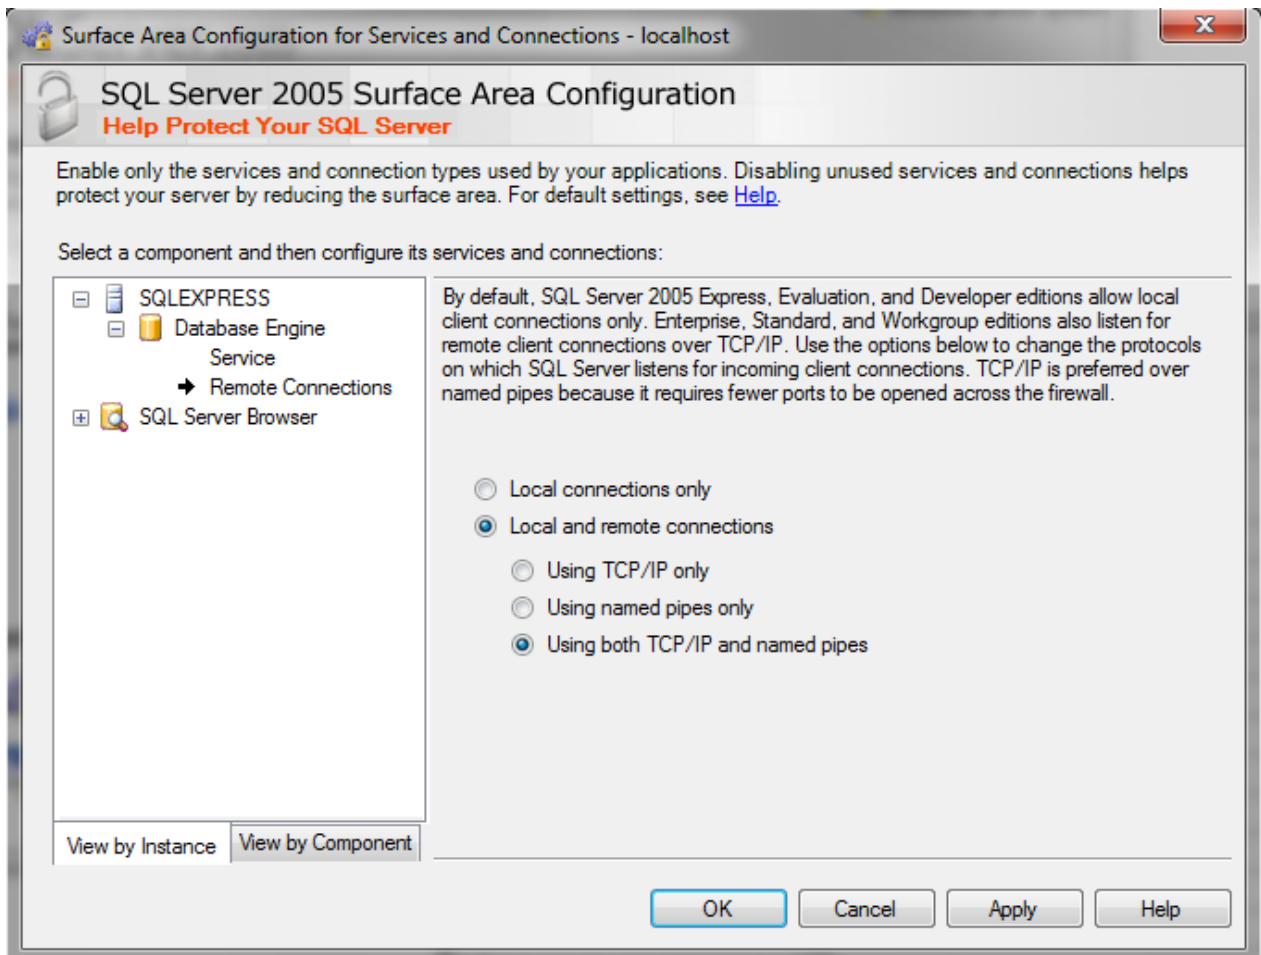 Surface Area Configuration for Services and Connections - localhost
SQL Server 2005 Surface Area Configuration
Help Protect Your SQL Server
Enable only the services and connection types used by your applications. Disabling unused services and connections helps
protect your server by reducing the surface area. For default settings, see Help.
Select a component and then configure its services and connections:
SQLEXPRESS
Database Engine
Service
Remote Connections
SQL Server Browser
View by Instance
View by Component
By default, SQL Server 2005 Express, Evaluation, and Developer editions allow local
client connections only. Enterprise, Standard, and Workgroup editions also listen for
remote client connections over TCP/IP. Use the options below to change the protocols
on which SQL Server listens for incoming client connections. TCP/IP is preferred over
named pipes because it requires fewer ports to be opened across the firewall.
Local connections only
Local and remote connections
Using TCP/IP only
Using named pipes only
Using both TCP/IP and named pipes
OK
Cancel
Apply
Help